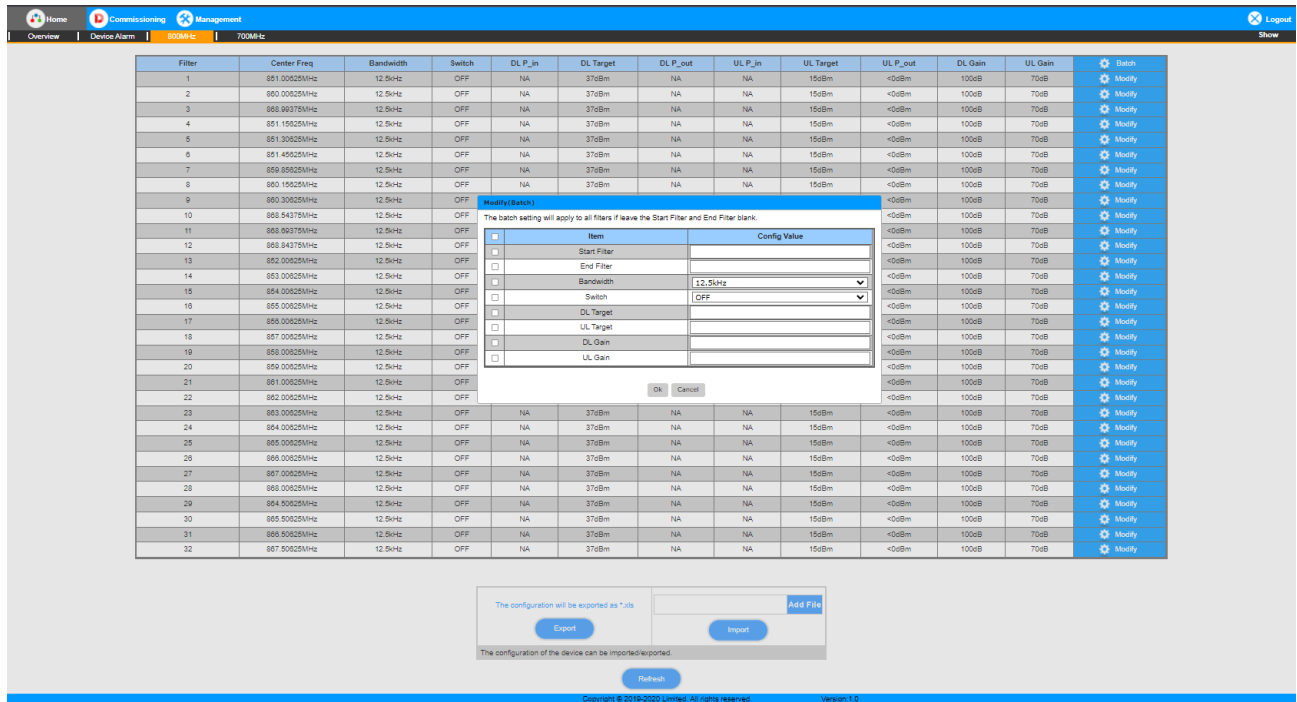 Home Commissioning Management Logout
Overview Device Alarm 800MHz 700MHz Show
Filter Center Freq Bandwidth Switch DL P_in DL Target DL P_out UL P_in UL Target UL P_out DL Gain UL Gain Batch
1 851.00625MHz 12.5kHz OFF NA 37dBm NA NA 15dBm <0dBm 100dB 70dB Modify
2 860.00625MHz 12.5kHz OFF NA 37dBm NA NA 15dBm <0dBm 100dB 70dB Modify
3 868.99375MHz 12.5kHz OFF NA 37dBm NA NA 15dBm <0dBm 100dB 70dB Modify
4 851.15625MHz 12.5kHz OFF NA 37dBm NA NA 15dBm <0dBm 100dB 70dB Modify
5 851.30625MHz 12.5kHz OFF NA 37dBm NA NA 15dBm <0dBm 100dB 70dB Modify
6 851.45625MHz 12.5kHz OFF NA 37dBm NA NA 15dBm <0dBm 100dB 70dB Modify
7 859.85625MHz 12.5kHz OFF NA 37dBm NA NA 15dBm <0dBm 100dB 70dB Modify
8 860.15625MHz 12.5kHz OFF NA 37dBm NA NA 15dBm <0dBm 100dB 70dB Modify
9 860.30625MHz 12.5kHz OFF <0dBm 100dB 70dB Modify
10 868.54375MHz 12.5kHz OFF <0dBm 100dB 70dB Modify
11 868.69375MHz 12.5kHz OFF <0dBm 100dB 70dB Modify
12 868.84375MHz 12.5kHz OFF <0dBm 100dB 70dB Modify
13 852.00625MHz 12.5kHz OFF <0dBm 100dB 70dB Modify
14 853.00625MHz 12.5kHz OFF <0dBm 100dB 70dB Modify
15 854.00625MHz 12.5kHz OFF <0dBm 100dB 70dB Modify
16 855.00625MHz 12.5kHz OFF <0dBm 100dB 70dB Modify
17 856.00625MHz 12.5kHz OFF <0dBm 100dB 70dB Modify
18 857.00625MHz 12.5kHz OFF <0dBm 100dB 70dB Modify
19 858.00625MHz 12.5kHz OFF <0dBm 100dB 70dB Modify
20 859.00625MHz 12.5kHz OFF <0dBm 100dB 70dB Modify
21 861.00625MHz 12.5kHz OFF <0dBm 100dB 70dB Modify
22 862.00625MHz 12.5kHz OFF <0dBm 100dB 70dB Modify
23 863.00625MHz 12.5kHz OFF NA 37dBm NA NA 15dBm <0dBm 100dB 70dB Modify
24 864.00625MHz 12.5kHz OFF NA 37dBm NA NA 15dBm <0dBm 100dB 70dB Modify
25 865.00625MHz 12.5kHz OFF NA 37dBm NA NA 15dBm <0dBm 100dB 70dB Modify
26 866.00625MHz 12.5kHz OFF NA 37dBm NA NA 15dBm <0dBm 100dB 70dB Modify
27 867.00625MHz 12.5kHz OFF NA 37dBm NA NA 15dBm <0dBm 100dB 70dB Modify
28 868.00625MHz 12.5kHz OFF NA 37dBm NA NA 15dBm <0dBm 100dB 70dB Modify
29 864.50625MHz 12.5kHz OFF NA 37dBm NA NA 15dBm <0dBm 100dB 70dB Modify
30 865.50625MHz 12.5kHz OFF NA 37dBm NA NA 15dBm <0dBm 100dB 70dB Modify
31 866.50625MHz 12.5kHz OFF NA 37dBm NA NA 15dBm <0dBm 100dB 70dB Modify
32 867.50625MHz 12.5kHz OFF NA 37dBm NA NA 15dBm <0dBm 100dB 70dB Modify
Modify(Batch)
The batch setting will apply to all filters if leave the Start Filter and End Filter blank.
Item Config Value
Start Filter
End Filter
Bandwidth 12.5kHz
Switch OFF
DL Target
UL Target
DL Gain
UL Gain
Ok Cancel
The configuration will be exported as *.xls Add File
Export Import
The configuration of the device can be imported/exported.
Refresh
Copyright © 2019-2020 Limited. All rights reserved. Version 1.0